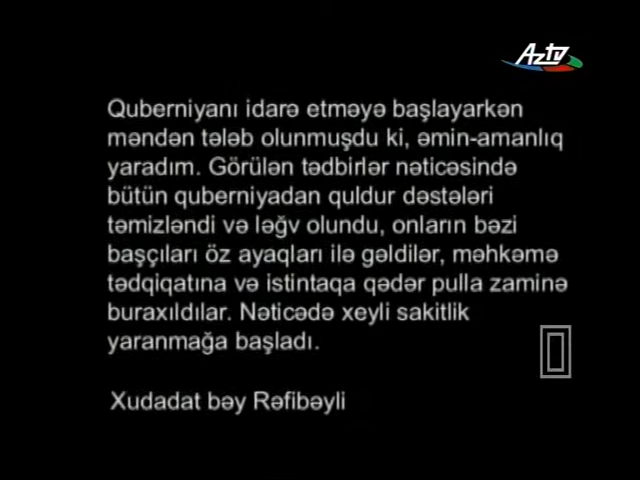 AzTV
Quberniyanı idarə etməyə başlayarkən
məndən tələb olunmuşdu ki, əmin-amanlıq
yaradım. Görülən tədbirlər nəticəsində
bütün quberniyadan quldur dəstələri
təmizləndi və ləğv olundu, onların bəzi
başçıları öz ayaqları ilə gəldilər, məhkəmə
tədqiqatına və istintaqa qədər pulla zaminə
buraxıldılar. Nəticədə xeyli sakitlik
yaranmağa başladı.
Xudadat bəy Rəfibəyli